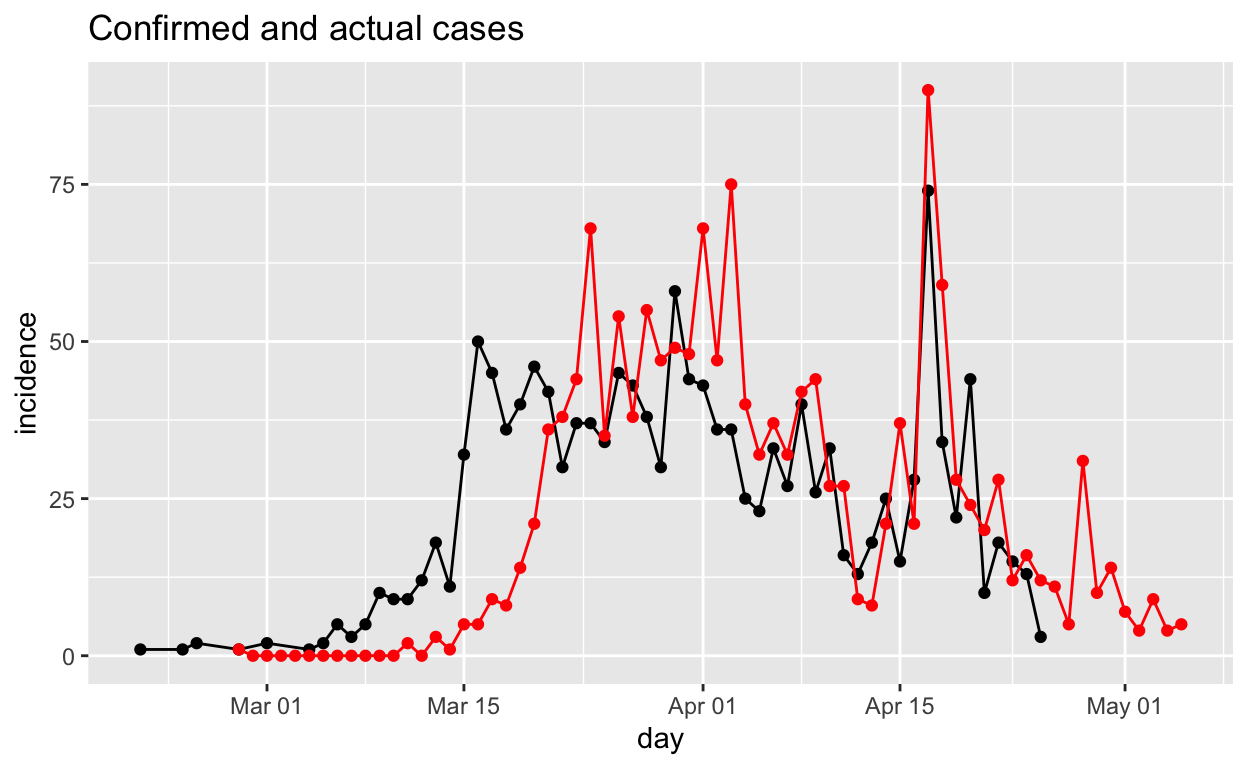 Confirmed and actual cases
75
50
25
0
incidence
Mar 01
Mar 15
Apr 01
Apr 15
May 01
day